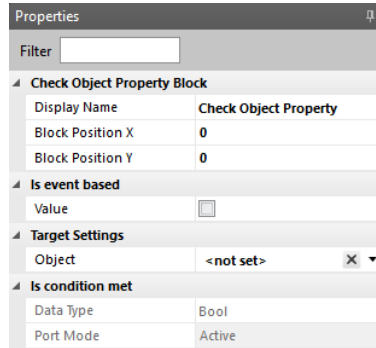 Properties
Filter
Check Object Property Block
Display Name Check Object Property
Block Position X 0
Block Position Y 0
Is event based
Value
Target Settings
Object <not set>
Is condition met
Data Type Bool
Port Mode Active